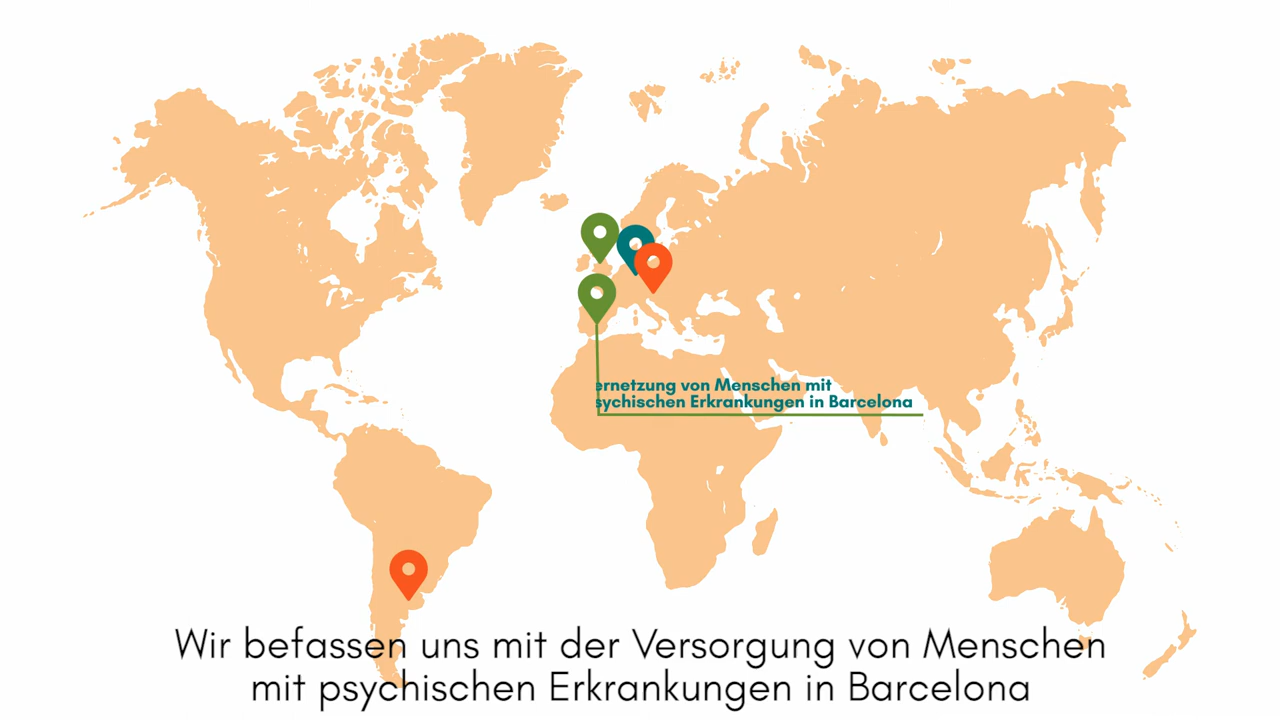 ernetzung von Menschen mit
sychischen Erkrankungen in Barcelona
Wir befassen uns mit der Versorgung von Menschen
mit psychischen Erkrankungen in Barcelona